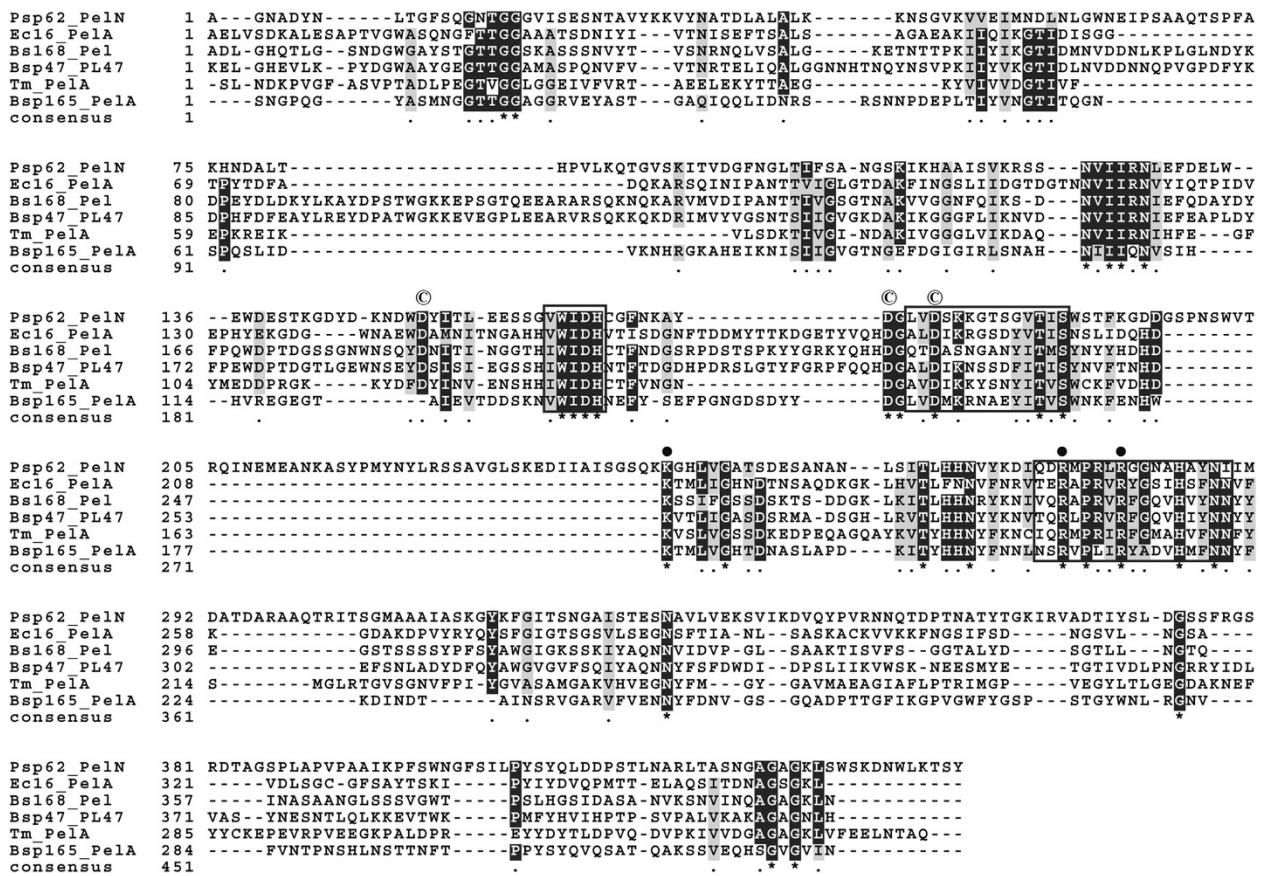 Psp62_PelN 1 A---GNADYN------LTGFSQGNTGGGVISESNTAVYKKVYNATDLALALK--------KNSGVKVVEIMNDLNLGWNEIPSAAQTSPFA
Ec16_PelA 1 AELVSDKALESAPTVGWASQNGFTTGGAAATSDNIYI---VTNISEFTSALS--------AGAEAKIIQIKGTIDISGG------------
Bs168_Pel 1 ADL-GHQTLG--SNDGWGAYSTGTTGGSKASSSNVYT---VSNRNQLVSALG-----KETNTTPKIIYIKGTIDMNVDDNLKPLGLNDYK
Bsp47_PL47 1 KEL-GHEVLK--PYDGWAAYGEGTTGGAMASPQNVFV---VTNRTELIQALGGNNHTNQYNSVPKIIYVKGTIDLNVDDNNQPVGPDFYK
Tm_PelA 1 -SL-NDKPVGF-ASVPTADLPEGTVGGLGGEIVFVRT---AEELEKYTTAEG----------KYVIVVDGTIVF----------------
Bsp165_PelA 1 ---SNGPQG-------YASMNGGTTGGAGGRVEYAST---GAQIQQLIDNRS----RSNNPDEPLTIYVNGTITQGN-------------
consensus 1 . ...** . . . .. ...
Psp62_PelN 75 KHNDALT-----------------------HPVLKQTGVSKITVDGFNGLTIFSA-NGSKIKHAAISVKRSS---NVIIRNLEFDELW--
Ec16_PelA 69 TPYTDFA-----------------------------DQKARSQINIPANTTVIGLGTDAKFINGSLIIDGTDGTNNVIIRNVYIQTPIDV
Bs168_Pel 80 DPEYDLDKYLKAYDPSTWGKKEPSGTQEEARARSQKNQKARVMVDIPANTTIVGSGTNAKVVGGNFQIKSDN---VIIRNIEFQDAYDY
Bsp47_PL47 85 DPHFDFEAYLREYDPATWGKKEVEGPLEEARVRSQKKQKDRIMVYVGSNTSIIGVGKDAKIKGGGFLIKNVD---NVIIRNIEFEAPLDY
Tm_PelA 59 EPKREIK----------------------------VLSDKTIVGI-NDAKIVGGGLVIKDAQ---NVIIRNIHFE--GF
Bsp165_PelA 61 SPQSLID-----------------------------VKNHRGKAHEIKNISIIGVGTNGEFDGIGIRLSNAH---NIIIQNVSIH-----
consensus 91 . . .... .. . *.**.*..
Ⓒ Ⓒ Ⓒ
Psp62_PelN 136 -EWDESTKGDYD-KNDWDYITL-EESSGVWIDHCGFNKAY-----------------DGLVDSKKGTSGVTISWSTFKGDDGSPNSWVT
Ec16_PelA 130 EPHYEKGDG---WNAEWDAMNITNGAHHVWIDHVTISDGNFTDDMYTTKDGETYVQHDGALDIKRGSDYVTISNSLIDQHD--------
Bs168_Pel 166 FPQWDPTDGSSGNWNSQYDNITI-NGGTHIWIDHCTFNDGSRPDSTSPKYYGRKYQHHDGQTDASNGANYITMSYNYYHDHD--------
Bsp47_PL47 252 FPEWDPTDGTLGEWNSEYDSISI-EGSSHIWIDHNTFTDGDHPDRSLGTYFGRPFQQHDGALDIKNSSDFITISYNVFTNHD--------
Tm_PelA 104 YMEDDPRGK----KYDFDYINV-ENSHHIWIDHCTFVNGN-----------------DGAVDIKKYSNYITVSWCKFVDHD--------
Bsp165_PelA 114 --HVREGEGT------AIEVTDDSKNVWIDHNEFY-SEFPGNGDSDYY---------DGLVDMKRNAEYITVSWNKFENHW--------
consensus 181 . .. . . ..****. . **..*. . ..*.* . ..
● ● ●
Psp62_PelN 205 RQINEMEANKASYPMYNYLRSSAVGLSKEDIIAISGSQKKGHLVGATSDESANAN---LSITLHHNVYKDIQDRMPRLRGGNAHAYNIIM
Ec16_PelA 208 ---------------------------------------KTMLIGHNDTNSAQDKGK-LHVTLFNNVFNRVTERAPRVRYGSIHSFNNVF
Bs168_Pel 247 ---------------------------------------KSSIFGSSDSKTS-DDGK-LKITLHHNRYKNIVQRAPRVRFGQVHVYNNYY
Bsp47_PL47 253 ---------------------------------------KVTLIGASDSRMA-DSGH-LRVTLHHNYYKNVTQRLPRVRFGQVHIYNNYY
Tm_PelA 163 ---------------------------------------KVSLVGSSDKEDPEQAGQAYKVTYHHNYFKNCIQRMPRIRFGMAHVFNNFY
Bsp165_PelA 177 ---------------------------------------KTMLVGHTDNASLAPD----KITYHHNYFNNLNSRVPLIRYADVHMFNNYF
consensus 271 * ..*.. ..* .*. ..*.*..*.. *..*..
Psp62_PelN 292 DATDARAAQTRITSGMAAAIASKGYKFGITSNGAISTESNAVLVEKSVIKDVQYPVRNNQTDPTNATYTGKIRVADTIYSL-DGSSFRGS
Ec16_PelA 258 K------------GDAKDPVYRYQYSFGIGTSGSVLSEGNSFTIA-NL--SASKACKVVKKFNGSIFSD-----NGSVL--NGSA-----
Bs168_Pel 296 E------------GSTSSSSYPFSYAWGIGKSSKIYAQNNVIDVP-GL--SAAKTISVFS--GGTALYD-----SGTLL--NGTQ-----
Bsp47_PL47 302 ------------EFSNLADYDFQYAWGVGVFSQIYAQNNYFSFDWDI--DPSLIIKVWSK-NEESMYE------TGTIVDLPNGRRYIDL
Tm_PelA 214 S--------MGLRTGVSGNVFPI-YGVASAMGAKVHVEGNYFM---GY--GAVMAEAGIAFLPTRIMGP-----VEGYLTLGEGDAKNEF
Bsp165_PelA 224 ------------KDINDT-----AINSRVGARVFVENNYFDNV-GS--GQADPTTGFIKGPVGWFYGSP----STGYWNL-RGNV---
consensus 361 . . . * *
Psp62_PelN 381 RDTAGSPLAPVPAAIKPFSWNGFSILPYSYQLDDPSTLNARLTASNGAGAGKLSWSKDNWLKTSY
Ec16_PelA 321 -----VDLSGC-GFSAYTSKI-----PYIYDVQPMTT-ELAQSITDNAGSGKL------------
Bs168_Pel 357 -----INASAANGLSSSVGWT-----PSLHGSIDASA-NVKSNVINQAGAGKLN-----------
Bsp47_PL47 371 VAS--YNESNTLQLKKEVTWK-----PMFYHVIHPTP-SVPALVKAKAGAGNLH-----------
Tm_PelA 285 YYCKEPEVRPVEEGKPALDPR-----EYYDYTLDPVQ-DVPKIVVDGAGAGKLVFEELNTAQ---
Bsp165_PelA 284 -----FVNTPNSHLNSTTNFT-----PPYSYQVQSAT-QAKSSVEQHSGVGVIN-----------
consensus 451 . . .*.*..